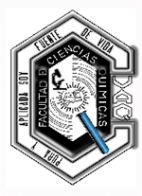 PURA Y
APLICADA SOY
FUENTE
DE VIDA
FACULTAD DE
CIENCIAS
QUIMICAS